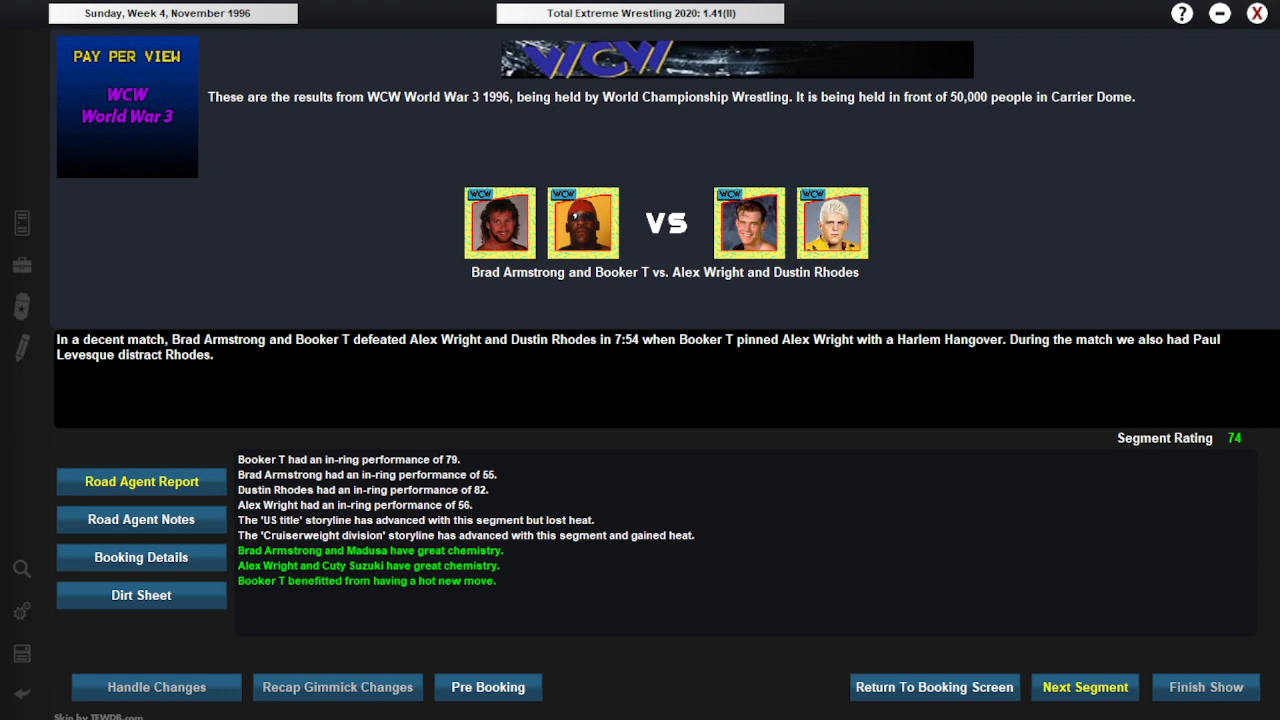 Sunday, Week 4, November 1996
Total Extreme Wrestling 2020: 1.41(II)
?
X
PAY PER VIEW
WCW
World War 3
WCW
These are the results from WCW World War 3 1996, being held by World Championship Wrestling. It is being held in front of 50,000 people in Carrier Dome.
WCW
WCW
VS
WCW
WCW
Brad Armstrong and Booker T vs. Alex Wright and Dustin Rhodes
In a decent match, Brad Armstrong and Booker T defeated Alex Wright and Dustin Rhodes in 7:54 when Booker T pinned Alex Wright with a Harlem Hangover. During the match we also had Paul
Levesque distract Rhodes.
Segment Rating 74
Road Agent Report
Road Agent Notes
Booking Details
Dirt Sheet
Booker T had an in-ring performance of 79.
Brad Armstrong had an in-ring performance of 55.
Dustin Rhodes had an in-ring performance of 82.
Alex Wright had an in-ring performance of 56.
The 'US title' storyline has advanced with this segment but lost heat.
The 'Cruiserweight division' storyline has advanced with this segment and gained heat.
Brad Armstrong and Madusa have great chemistry.
Alex Wright and Cuty Suzuki have great chemistry.
Booker T benefitted from having a hot new move.
Handle Changes
Recap Gimmick Changes
Pre Booking
Return To Booking Screen
Next Segment
Finish Show
Skin by TEWDB.com